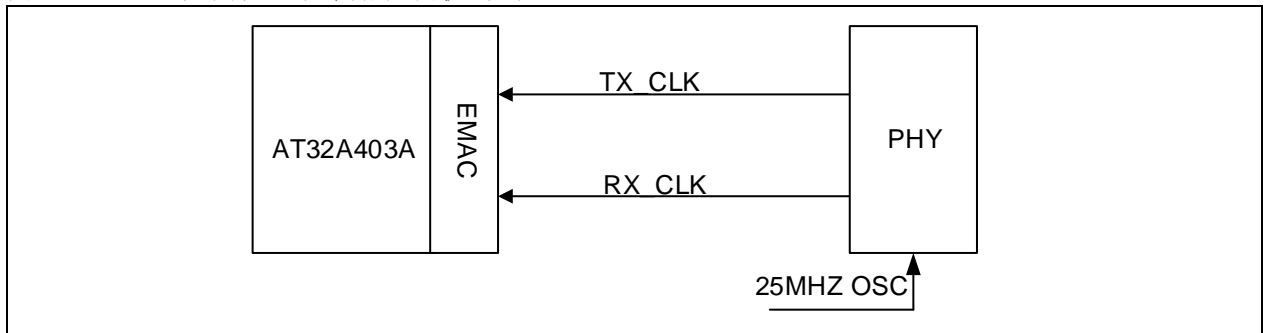 TX_CLK
AT32A403A
EMAC
PHY
RX_CLK
25MHZ OSC